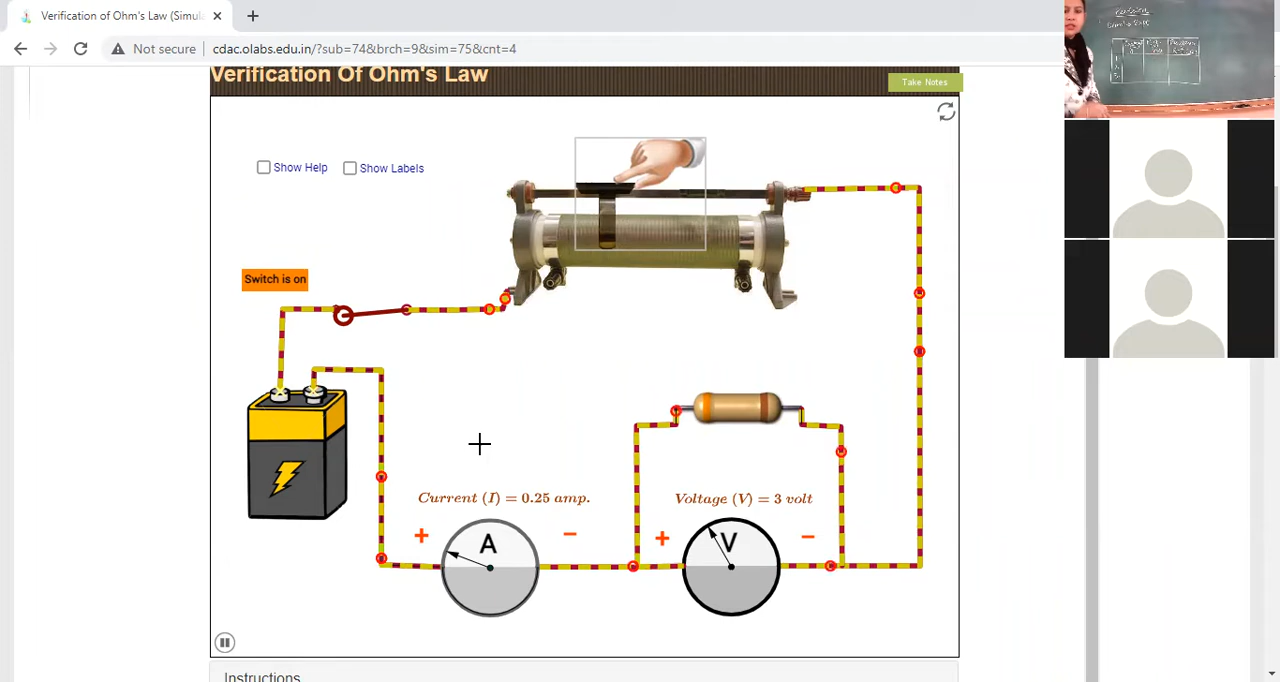 Verification of Ohm's Law (Simula
Not secure
cdac.olabs.edu.in/?sub=74&brch=9&sim=75&cnt=4
Verification Of Ohm's Law
Take Notes
Show Help
Show Labels
Switch is on
Current (I) = 0.25 amp.
Voltage (V) = 3 volt
+
A
−
+
V
−
Instructions